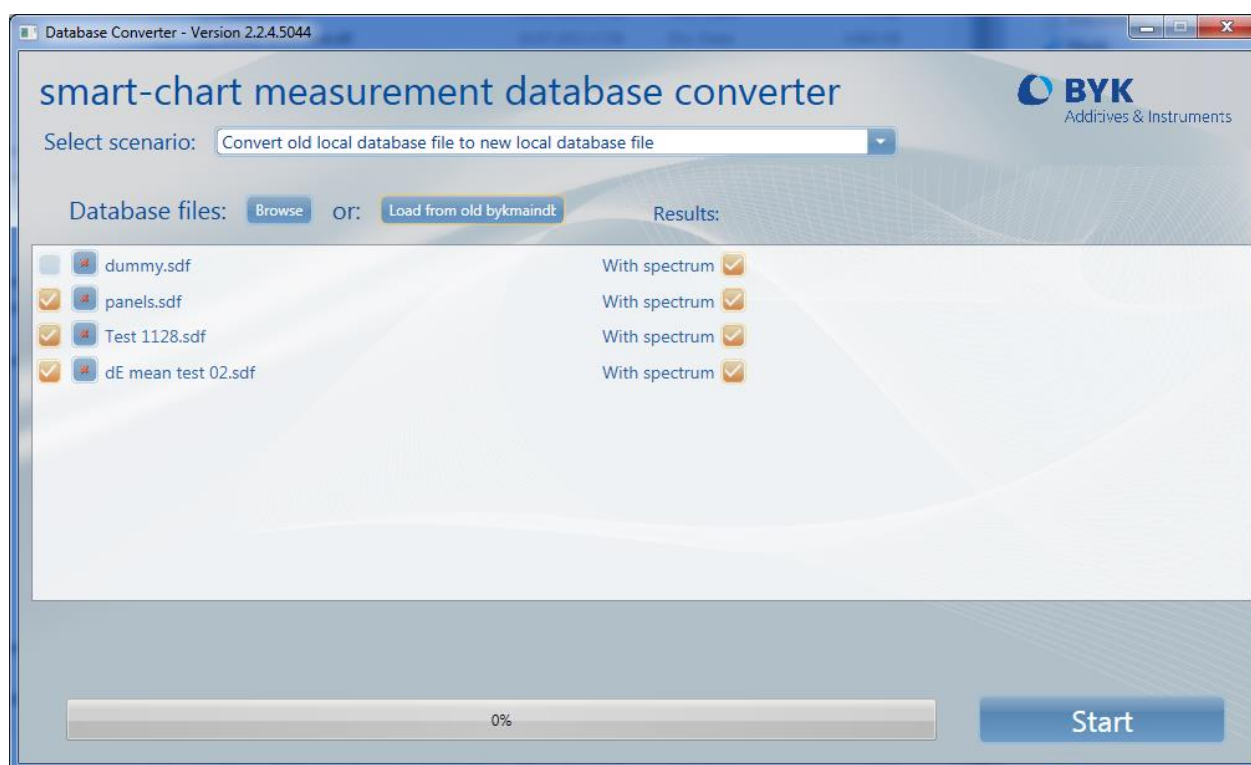 Database Converter - Version 2.2.4.5044
smart-chart measurement database converter
BYK
Additives & Instruments
Select scenario: Convert old local database file to new local database file
Database files: Browse or: Load from old bykmaindb Results:
dummy.sdf With spectrum
panels.sdf With spectrum
Test 1128.sdf With spectrum
dE mean test 02.sdf With spectrum
0%
Start